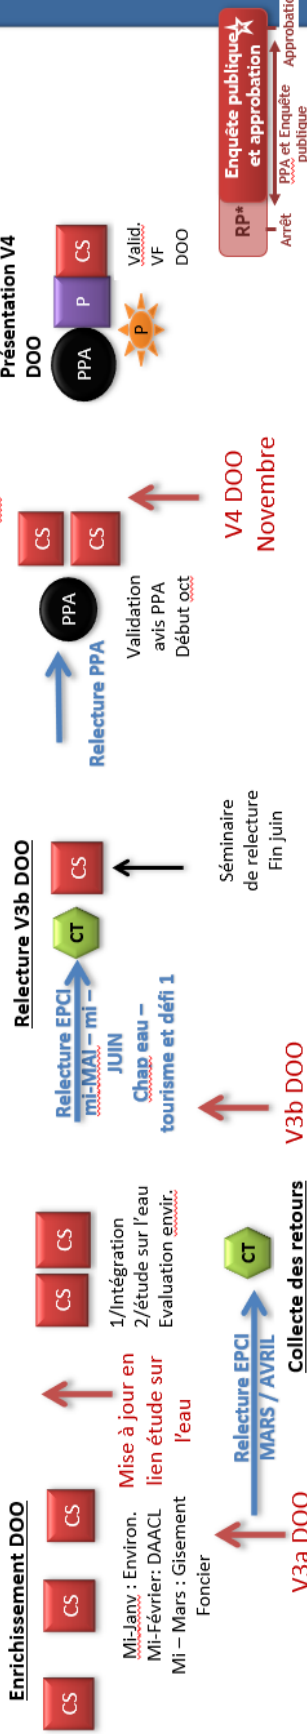 Enrichissement DOO
CS
CS
CS
Mi-Janv : Environ.
Mi-Février: DAACL
Mi – Mars : Gisement
Foncier
V3a DOO
Mise à jour en
lien étude sur
l'eau
CS
CS
1/Intégration
2/étude sur l'eau
Evaluation envir.
Relecture EPCI
MARS / AVRIL
CT
Collecte des retours
Relecture V3b DOO
Relecture EPCI
mi-MAI – mi –
JUIN
Chap eau –
tourisme et défi 1
CT
CS
V3b DOO
Séminaire
de relecture
Fin juin
Relecture PPA
PPA
CS
CS
Validation
avis PPA
Début oct
V4 DOO
Novembre
Présentation V4
DOO
PPA
P
CS
P
Valid.
VF
DOO
RP*
Enquête publique
et approbation
Arrêt
PPA et Enquête
publique